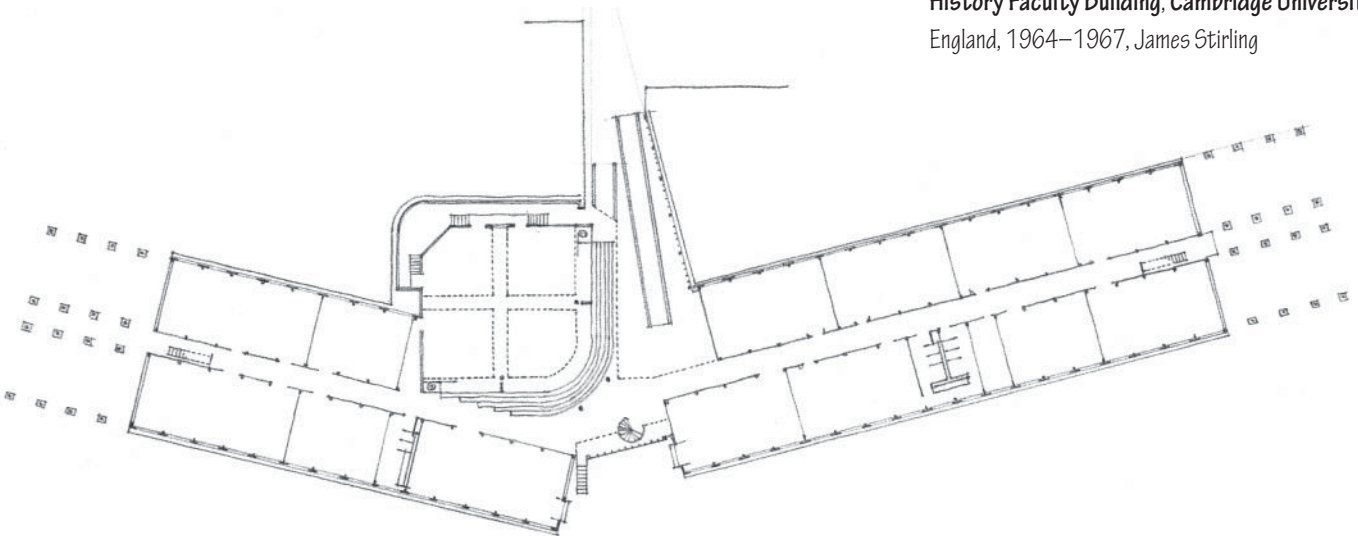 History Faculty Building, Cambridge Universit
England, 1964–1967, James Stirling